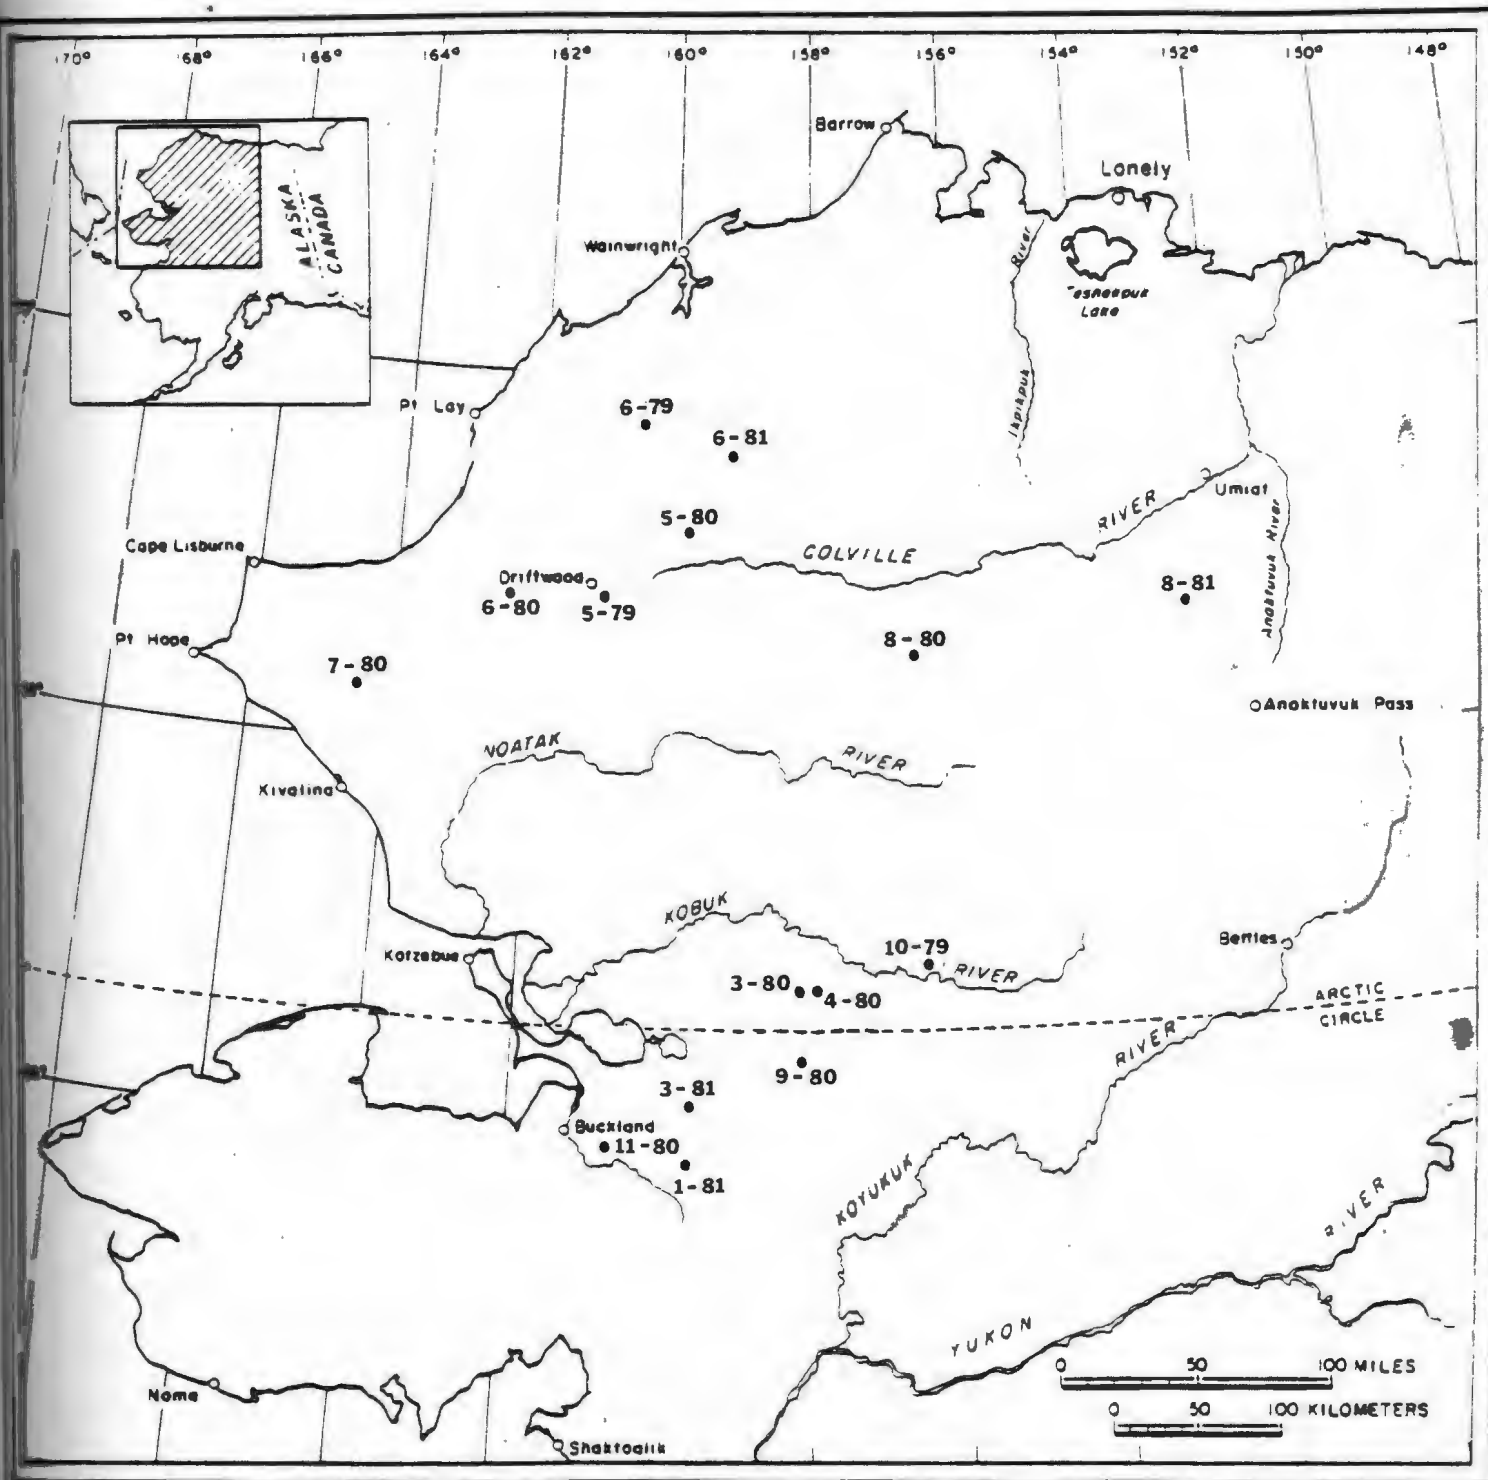 170° 168° 166° 164° 162° 160° 158° 156° 154° 152° 150° 148°
Barrow
Lonely
ALASKA
CANADA
Wainwright
River
Lake
Ikpikpuk
Pt Lay
6-79
6-81
Umiat
5-80
RIVER
COLVILLE
Anaktuvuk River
Cape Lisburne
Driftwood
6-80
5-79
8-81
Pt Hope
8-80
7-80
Anaktuvuk Pass
NOATAK
RIVER
Kivalina
KOBUK
10-79
RIVER
Bettles
Kotzebue
3-80
4-80
ARCTIC
CIRCLE
RIVER
9-80
3-81
Buckland
11-80
1-81
KOYUKUK
RIVER
YUKON
0 50 100 MILES
0 50 100 KILOMETERS
Nome
Shaktoolik